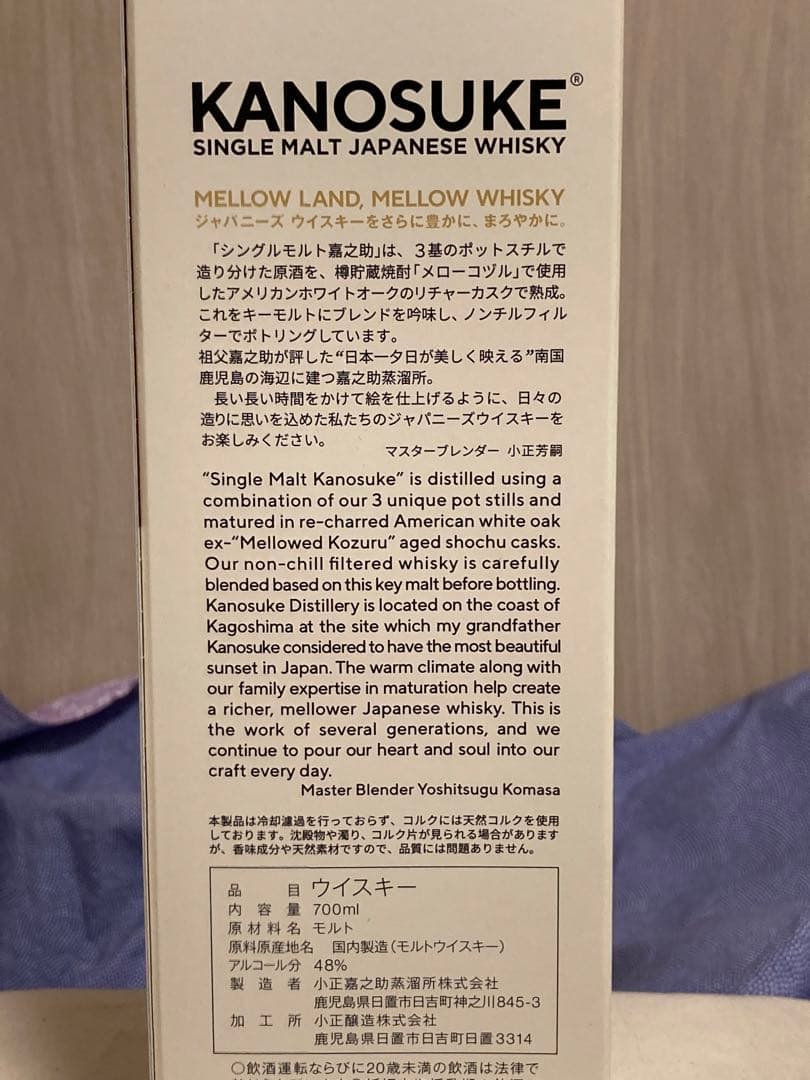 KANOSUKE®
SINGLE MALT JAPANESE WHISKY
MELLOW LAND, MELLOW WHISKY
ジャパニーズ ウイスキーをさらに豊かに、まろやかに。
「シングルモルト嘉之助」は、3基のポットスチルで
造り分けた原酒を、樽貯蔵焼酎「メローコヅル」で使用
したアメリカンホワイトオークのリチャーカスクで熟成。
これをキーモルトにブレンドを吟味し、ノンチルフィル
ターでボトリングしています。
祖父嘉之助が評した“日本一夕日が美しく映える”南国
鹿児島の海辺に建つ嘉之助蒸溜所。
長い長い時間をかけて絵を仕上げるように、日々の
造りに思いを込めた私たちのジャパニーズウイスキーを
お楽しみください。
マスターブレンダー 小正芳嗣
“Single Malt Kanosuke” is distilled using a
combination of our 3 unique pot stills and
matured in re-charred American white oak
ex-“Mellowed Kozuru” aged shochu casks.
Our non-chill filtered whisky is carefully
blended based on this key malt before bottling.
Kanosuke Distillery is located on the coast of
Kagoshima at the site which my grandfather
Kanosuke considered to have the most beautiful
sunset in Japan. The warm climate along with
our family expertise in maturation help create
a richer, mellower Japanese whisky. This is
the work of several generations, and we
continue to pour our heart and soul into our
craft every day.
Master Blender Yoshitsugu Komasa
本製品は冷却濾過を行っておらず、コルクには天然コルクを使用
しております。沈殿物や濁り、コルク片が見られる場合があります
が、香味成分や天然素材ですので、品質には問題ありません。
品目 ウイスキー
内容量 700ml
原材料名 モルト
原料原産地名 国内製造(モルトウイスキー)
アルコール分 48%
製造者 小正嘉之助蒸溜所株式会社
鹿児島県日置市日吉町神之川845-3
加工所 小正醸造株式会社
鹿児島県日置市日吉町日置3314
○飲酒運転ならびに20歳未満の飲酒は法律で